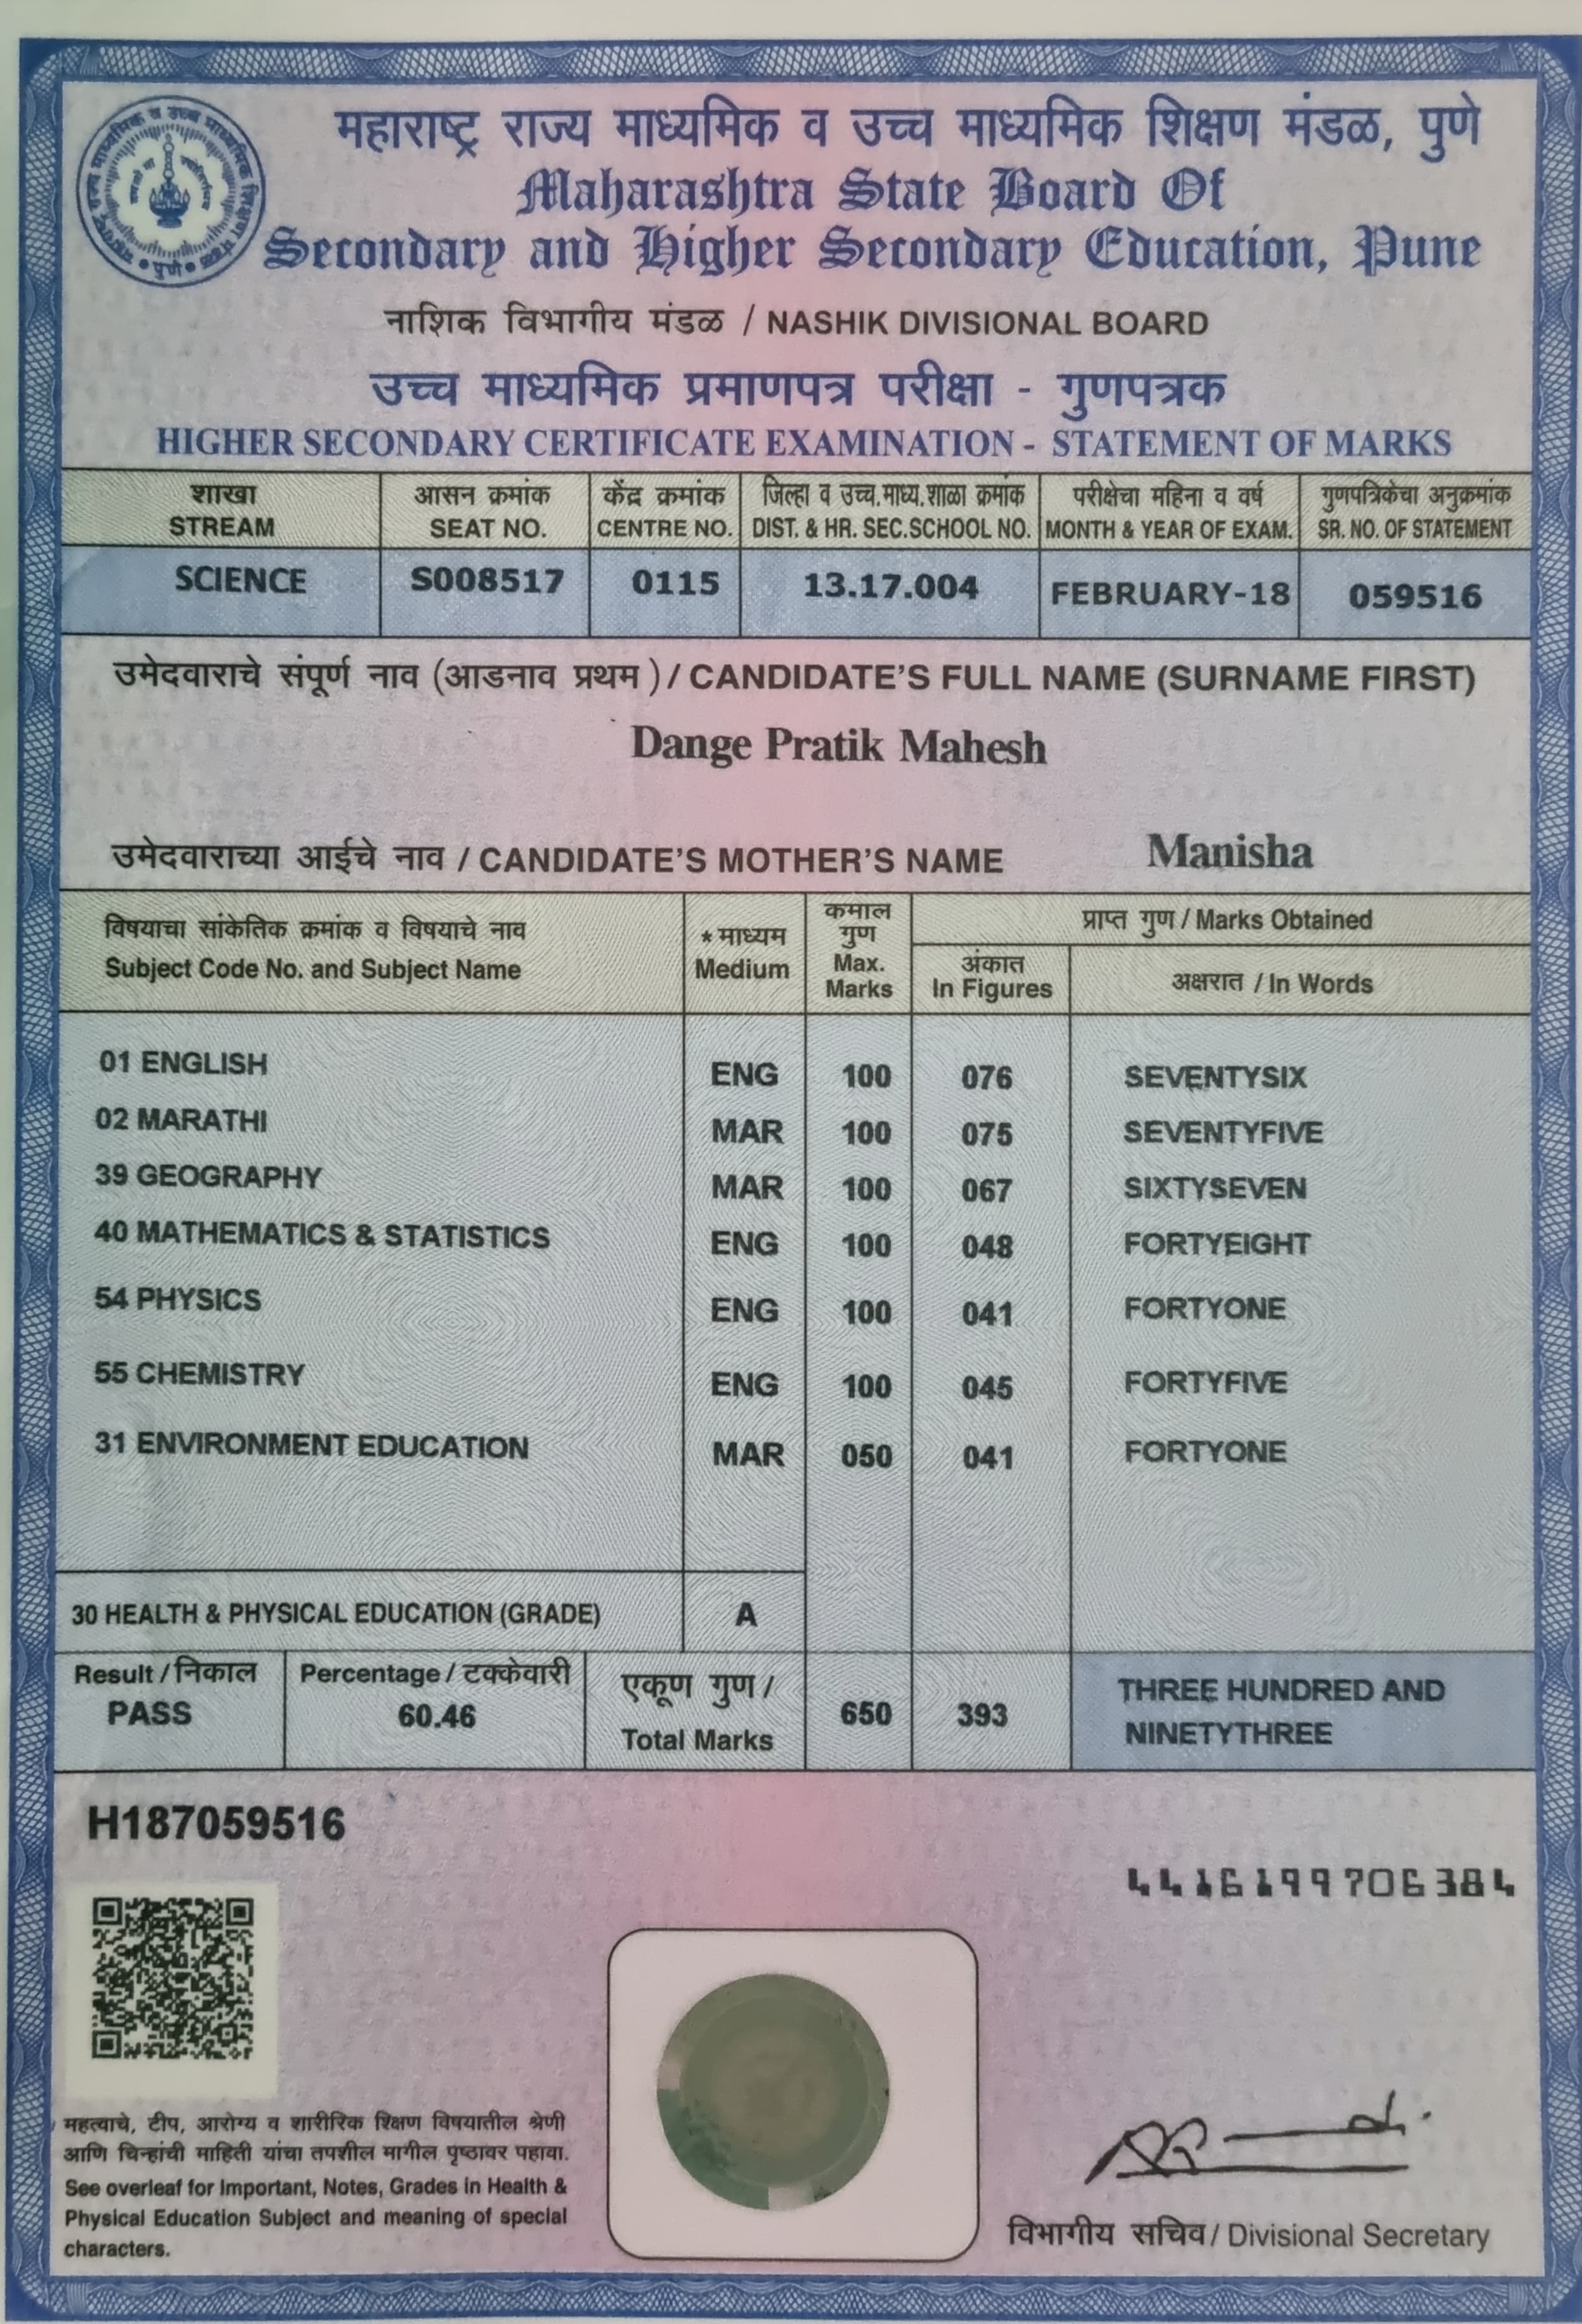 महाराष्ट्र राज्य माध्यमिक व उच्च माध्यमिक शिक्षण मंडळ, पुणे
Maharashtra State Board Of
Secondary and Higher Secondary Education, Pune
नाशिक विभागीय मंडळ / NASHIK DIVISIONAL BOARD
उच्च माध्यमिक प्रमाणपत्र परीक्षा - गुणपत्रक
HIGHER SECONDARY CERTIFICATE EXAMINATION - STATEMENT OF MARKS
शाखा आसन क्रमांक केंद्र क्रमांक जिल्हा व उच्च.माध्य.शाळा क्रमांक परीक्षेचा महिना व वर्ष गुणपत्रिकेचा अनुक्रमांक
STREAM SEAT NO. CENTRE NO. DIST. & HR. SEC.SCHOOL NO. MONTH & YEAR OF EXAM. SR. NO. OF STATEMENT
SCIENCE S008517 0115 13.17.004 FEBRUARY-18 059516
उमेदवाराचे संपूर्ण नाव (आडनाव प्रथम) / CANDIDATE'S FULL NAME (SURNAME FIRST)
Dange Pratik Mahesh
उमेदवाराच्या आईचे नाव / CANDIDATE'S MOTHER'S NAME Manisha
विषयाचा सांकेतिक क्रमांक व विषयाचे नाव
Subject Code No. and Subject Name
* माध्यम
Medium
कमाल
गुण
Max.
Marks
प्राप्त गुण / Marks Obtained
अंकात
In Figures
अक्षरात / In Words
01 ENGLISH ENG 100 076 SEVENTYSIX
02 MARATHI MAR 100 075 SEVENTYFIVE
39 GEOGRAPHY MAR 100 067 SIXTYSEVEN
40 MATHEMATICS & STATISTICS ENG 100 048 FORTYEIGHT
54 PHYSICS ENG 100 041 FORTYONE
55 CHEMISTRY ENG 100 045 FORTYFIVE
31 ENVIRONMENT EDUCATION MAR 050 041 FORTYONE
30 HEALTH & PHYSICAL EDUCATION (GRADE) A
Result / निकाल
PASS
Percentage / टक्केवारी
60.46
एकूण गुण /
Total Marks
650 393
THREE HUNDRED AND
NINETYTHREE
H187059516
4416199706384
महत्वाचे, टीप, आरोग्य व शारीरिक शिक्षण विषयातील श्रेणी
आणि चिन्हांची माहिती यांचा तपशील मागील पृष्ठावर पहावा.
See overleaf for Important, Notes, Grades in Health &
Physical Education Subject and meaning of special
characters.
विभागीय सचिव / Divisional Secretary